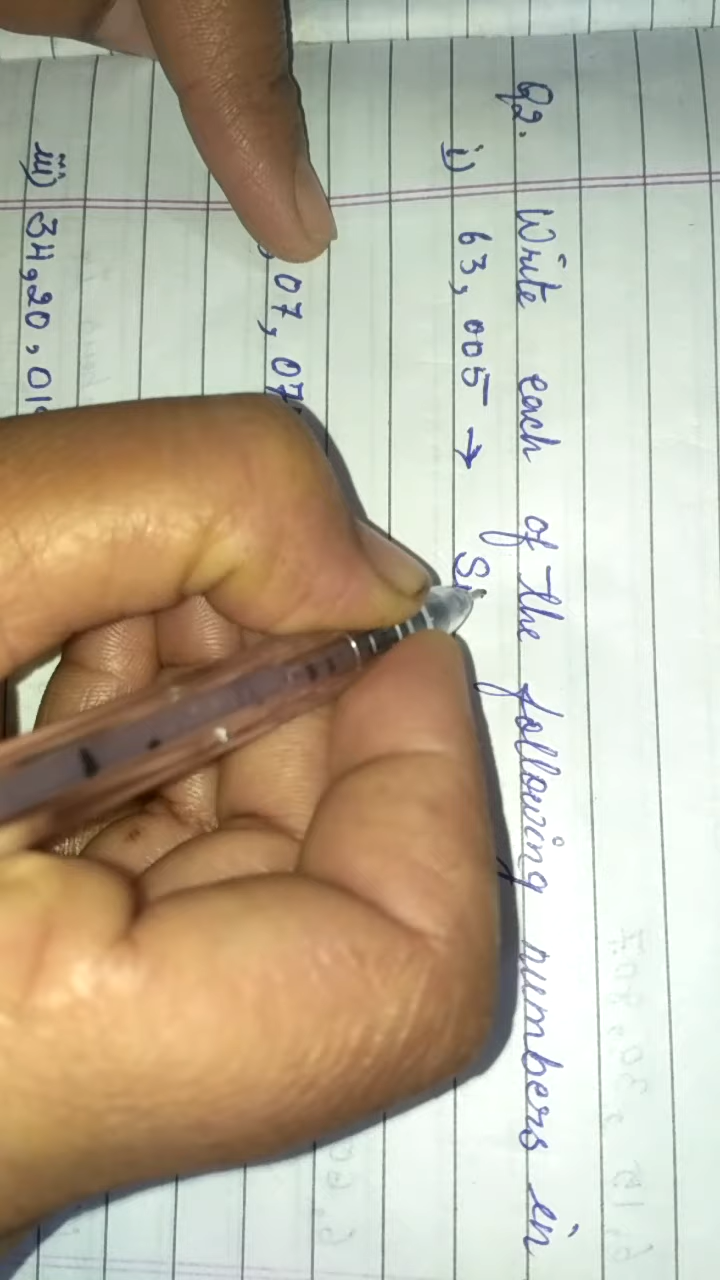 Q2. Write each of the following numbers in
i) 63,005 → S
07,07
iii) 34,20,01